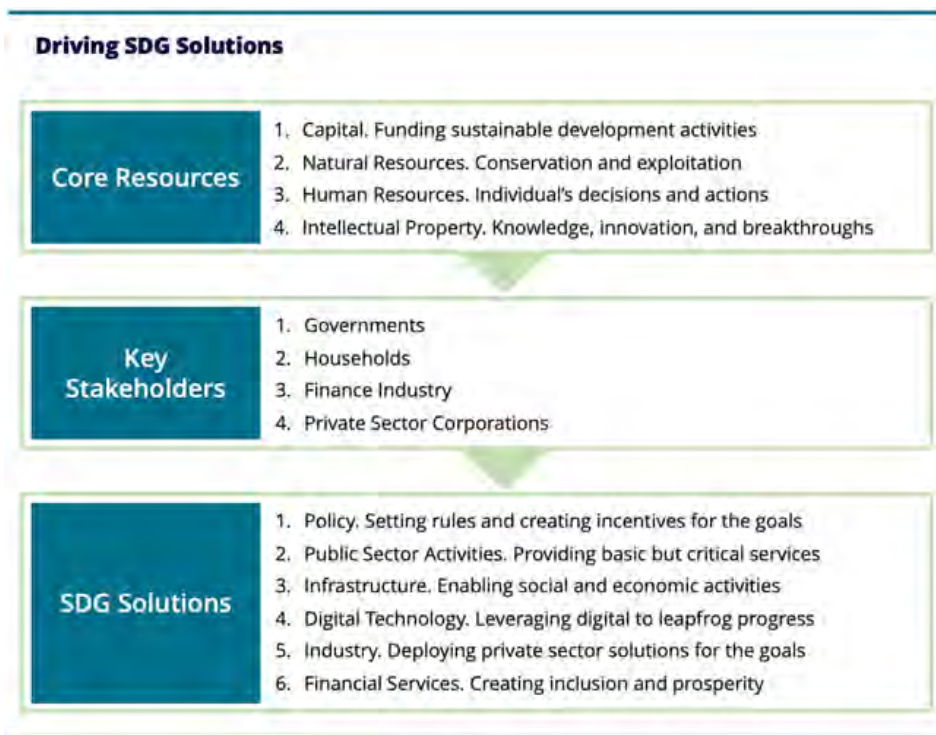 Driving SDG Solutions
Core Resources
1. Capital. Funding sustainable development activities
2. Natural Resources. Conservation and exploitation
3. Human Resources. Individual's decisions and actions
4. Intellectual Property. Knowledge, innovation, and breakthroughs
Key
Stakeholders
1. Governments
2. Households
3. Finance Industry
4. Private Sector Corporations
SDG Solutions
1. Policy. Setting rules and creating incentives for the goals
2. Public Sector Activities. Providing basic but critical services
3. Infrastructure. Enabling social and economic activities
4. Digital Technology. Leveraging digital to leapfrog progress
5. Industry. Deploying private sector solutions for the goals
6. Financial Services. Creating inclusion and prosperity